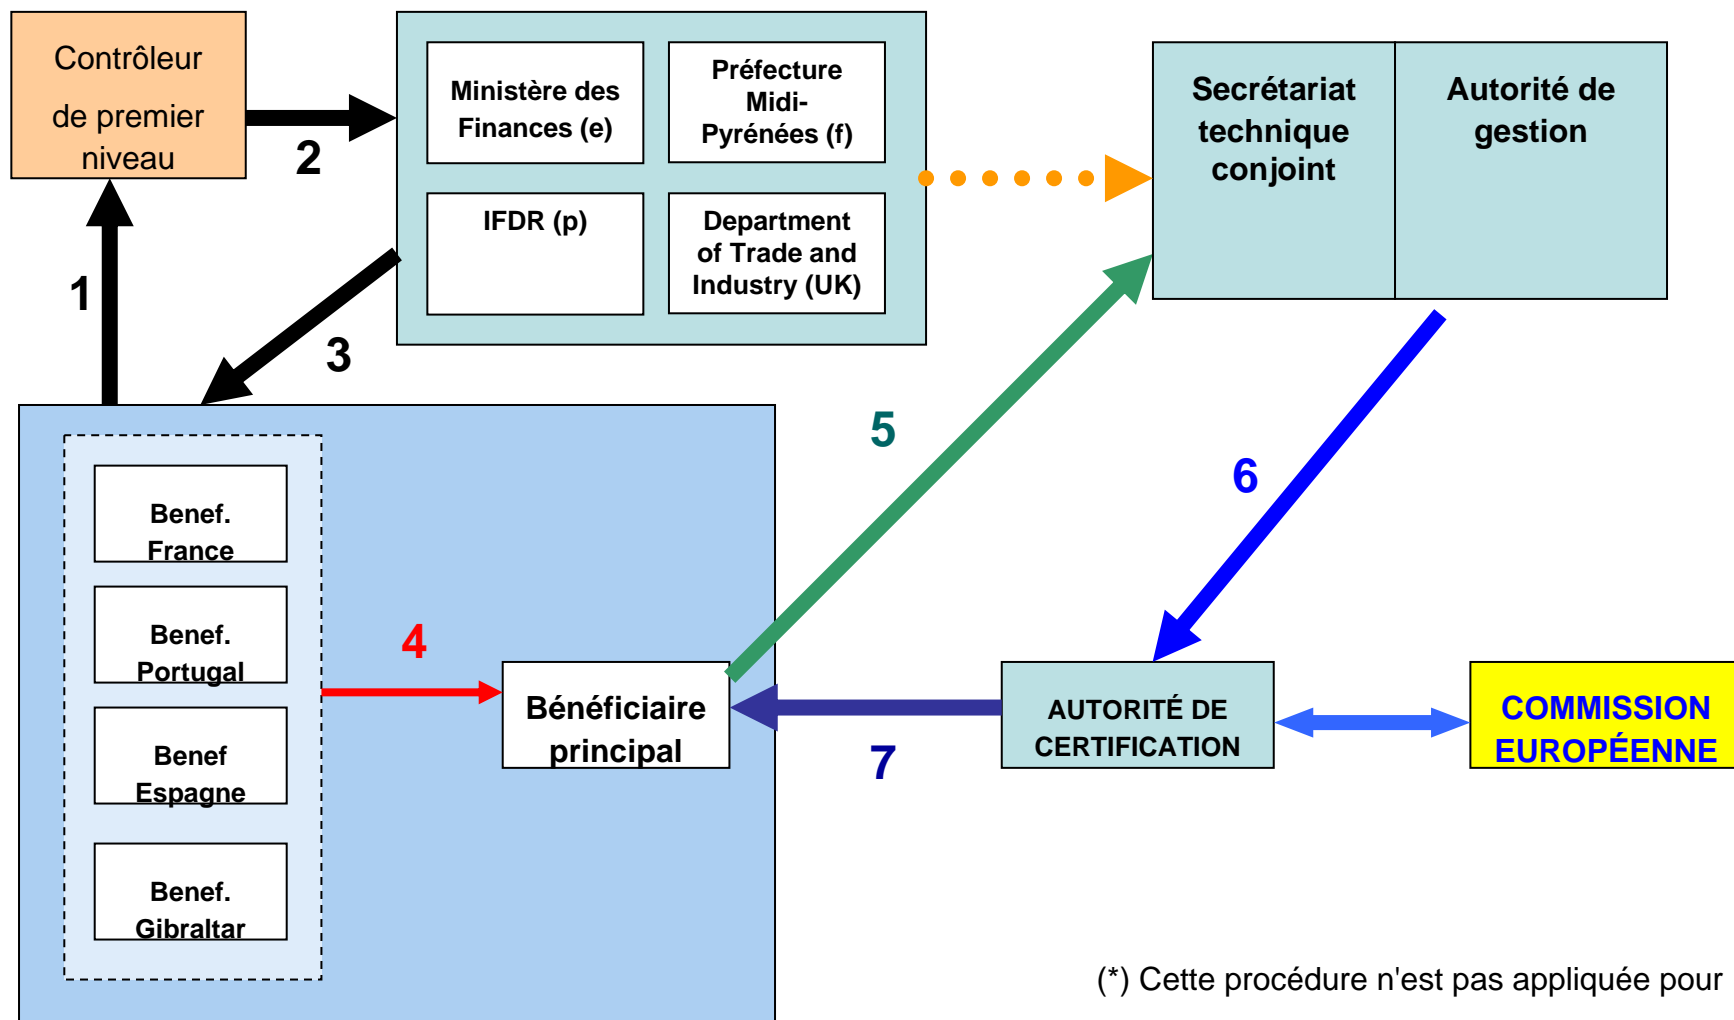 Contrôleur
de premier
niveau
2
Ministère des
Finances (e)
Préfecture
Midi-
Pyrénées (f)
IFDR (p)
Department
of Trade and
Industry (UK)
Secrétariat
technique
conjoint
Autorité de
gestion
1
3
5
6
Benef.
France
Benef.
Portugal
Benef
Espagne
Benef.
Gibraltar
4
Bénéficiaire
principal
7
AUTORITÉ DE
CERTIFICATION
COMMISSION
EUROPÉENNE
(*) Cette procédure n'est pas appliquée pour